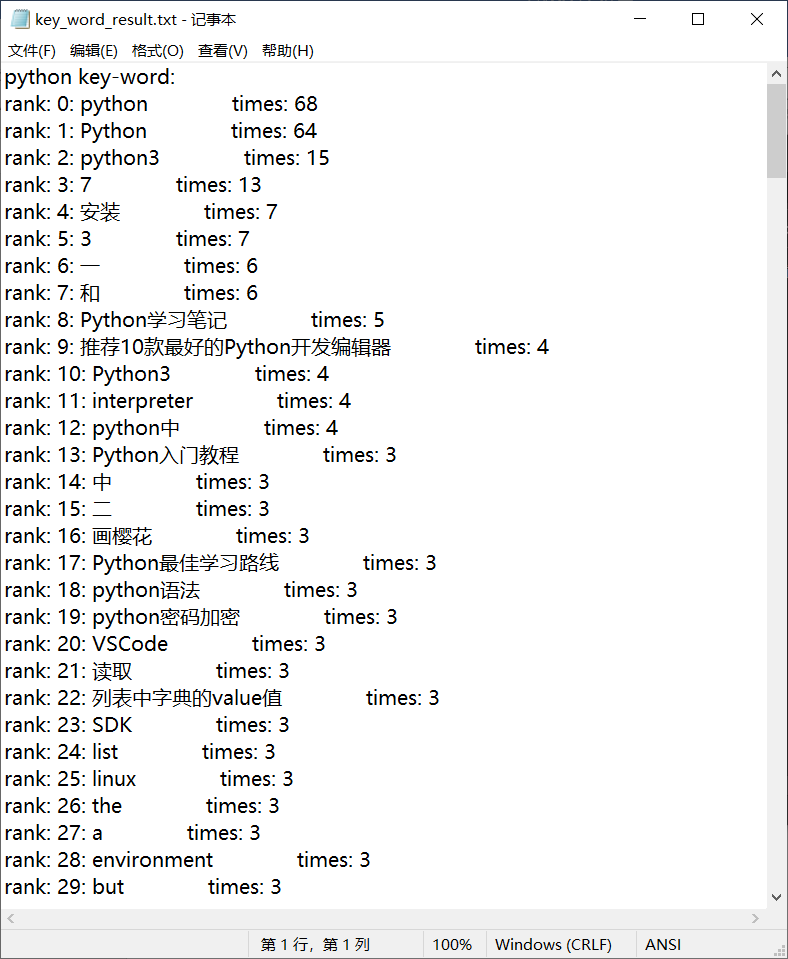 key_word_result.txt - 记事本
文件(F) 编辑(E) 格式(O) 查看(V) 帮助(H)
python key-word:
rank: 0: python times: 68
rank: 1: Python times: 64
rank: 2: python3 times: 15
rank: 3: 7 times: 13
rank: 4: 安装 times: 7
rank: 5: 3 times: 7
rank: 6: 一 times: 6
rank: 7: 和 times: 6
rank: 8: Python学习笔记 times: 5
rank: 9: 推荐10款最好的Python开发编辑器 times: 4
rank: 10: Python3 times: 4
rank: 11: interpreter times: 4
rank: 12: python中 times: 4
rank: 13: Python入门教程 times: 3
rank: 14: 中 times: 3
rank: 15: 二 times: 3
rank: 16: 画樱花 times: 3
rank: 17: Python最佳学习路线 times: 3
rank: 18: python语法 times: 3
rank: 19: python密码加密 times: 3
rank: 20: VSCode times: 3
rank: 21: 读取 times: 3
rank: 22: 列表中字典的value值 times: 3
rank: 23: SDK times: 3
rank: 24: list times: 3
rank: 25: linux times: 3
rank: 26: the times: 3
rank: 27: a times: 3
rank: 28: environment times: 3
rank: 29: but times: 3
第 1 行，第 1 列 100% Windows (CRLF) ANSI